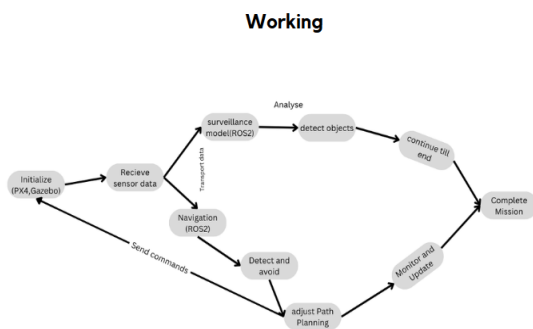 Working
Analyse
surveillance
model(ROS2)
detect objects
continue till
end
Transport data
Initialize
(PX4,Gazebo)
Recieve
sensor data
Complete
Mission
Navigation
(ROS2)
Send commands
Detect and
avoid
Monitor and
Update
adjust Path
Planning